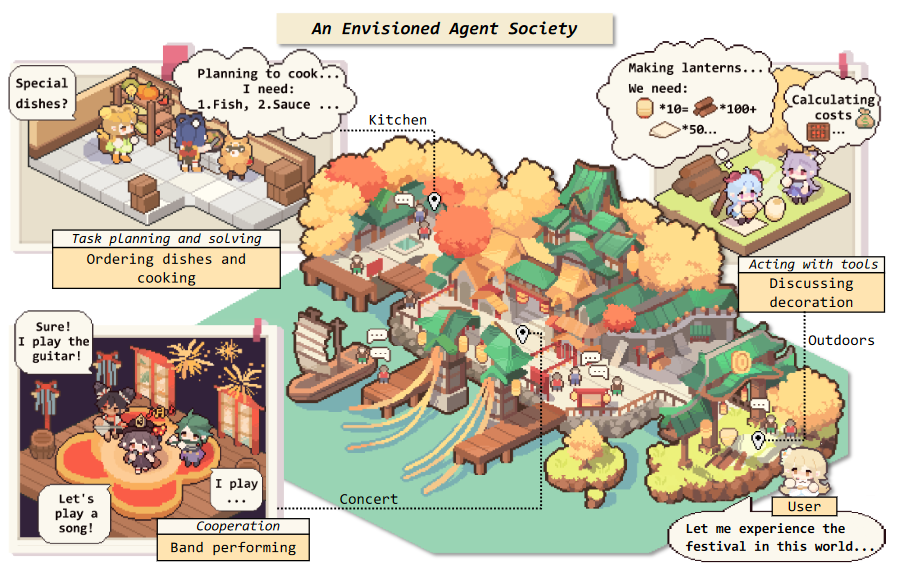 An Envisioned Agent Society
Special
dishes?
Planning to cook...
I need:
1.Fish, 2.Sauce ...
Kitchen
Task planning and solving
Ordering dishes and
cooking
Making lanterns...
We need:
*10= *100+
*50...
Calculating
costs
...
Acting with tools
Discussing
decoration
Outdoors
Sure!
I play the
guitar!
Let's
play a
song!
I play
...
Cooperation
Band performing
Concert
User
Let me experience the
festival in this world...